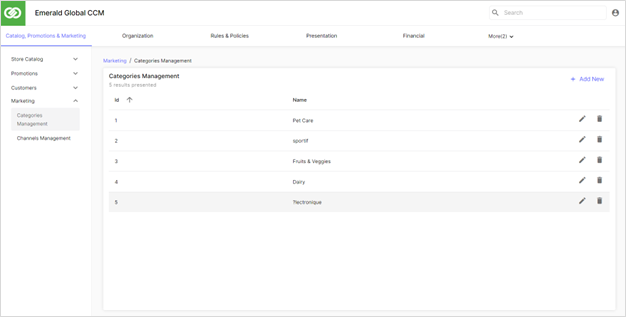 Emerald Global CCM
Search
Catalog, Promotions & Marketing
Organization
Rules & Policies
Presentation
Financial
More(2)
Store Catalog
Promotions
Customers
Marketing
Categories
Management
Channels Management
Marketing / Categories Management
Categories Management
5 results presented
+ Add New
Id Name
1 Pet Care
2 sportif
3 Fruits & Veggies
4 Dairy
5 ?lectronique